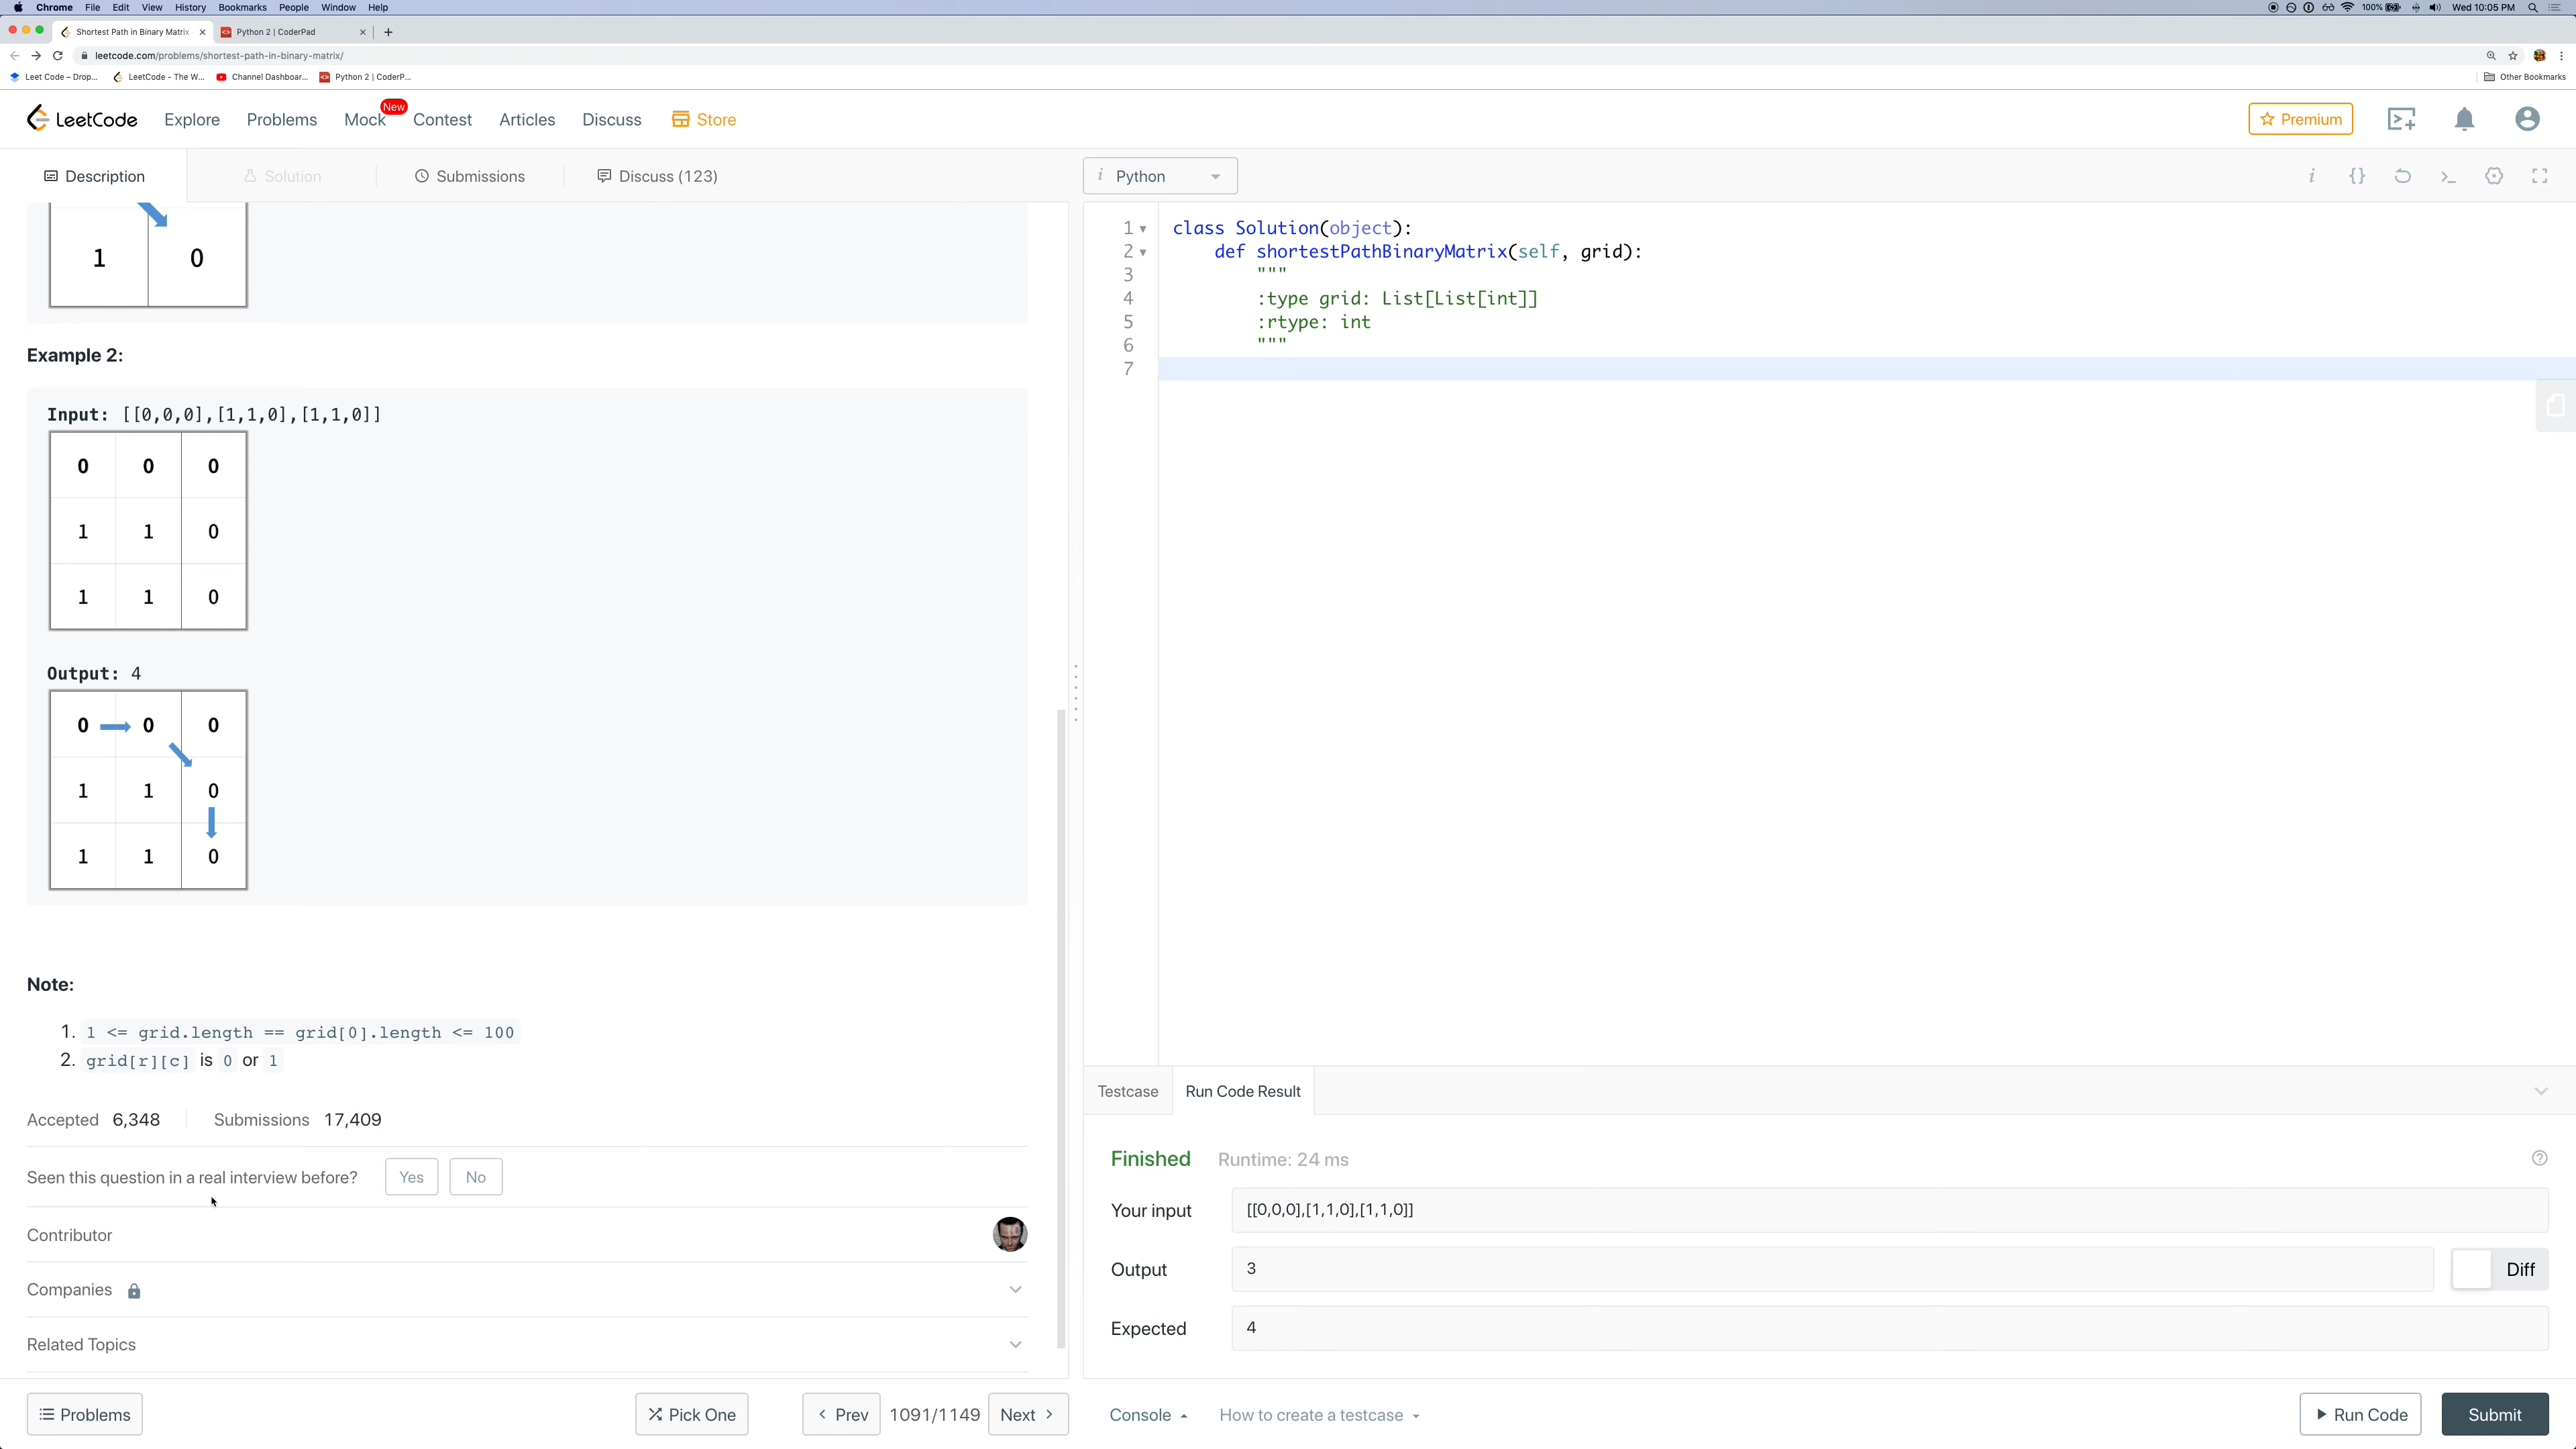 Chrome File Edit View History Bookmarks People Window Help
100% Wed 10:05 PM
Shortest Path in Binary Matrix
Python 2 | CoderPad
leetcode.com/problems/shortest-path-in-binary-matrix/
Leet Code – Drop... LeetCode - The W... Channel Dashboar... Python 2 | CoderP... Other Bookmarks
LeetCode Explore Problems Mock New Contest Articles Discuss Store Premium
Description Solution Submissions Discuss (123)
1 0
Example 2:
Input: [[0,0,0],[1,1,0],[1,1,0]]
0 0 0
1 1 0
1 1 0
Output: 4
0 0 0
1 1 0
1 1 0
Note:
1. 1 <= grid.length == grid[0].length <= 100
2. grid[r][c] is 0 or 1
Accepted 6,348 Submissions 17,409
Seen this question in a real interview before? Yes No
Contributor
Companies
Related Topics
Problems Pick One Prev 1091/1149 Next
i Python i {}
1 class Solution(object):
2 def shortestPathBinaryMatrix(self, grid):
3 """
4 :type grid: List[List[int]]
5 :rtype: int
6 """
7
Testcase Run Code Result
Finished Runtime: 24 ms
Your input [[0,0,0],[1,1,0],[1,1,0]]
Output 3 Diff
Expected 4
Console How to create a testcase Run Code Submit